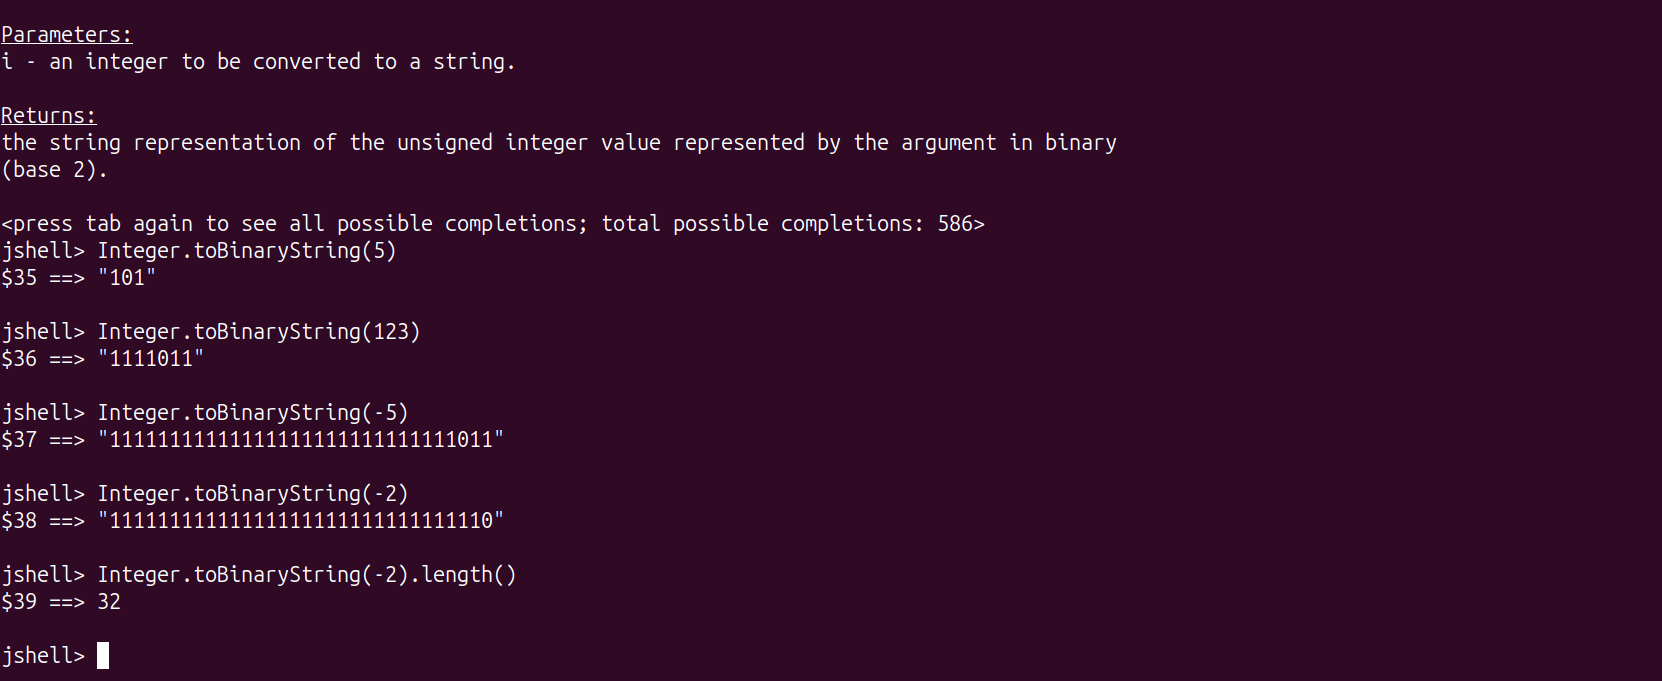 Parameters:
i - an integer to be converted to a string.
Returns:
the string representation of the unsigned integer value represented by the argument in binary
(base 2).
<press tab again to see all possible completions; total possible completions: 586>
jshell> Integer.toBinaryString(5)
$35 ==> "101"
jshell> Integer.toBinaryString(123)
$36 ==> "1111011"
jshell> Integer.toBinaryString(-5)
$37 ==> "11111111111111111111111111111011"
jshell> Integer.toBinaryString(-2)
$38 ==> "11111111111111111111111111111110"
jshell> Integer.toBinaryString(-2).length()
$39 ==> 32
jshell>